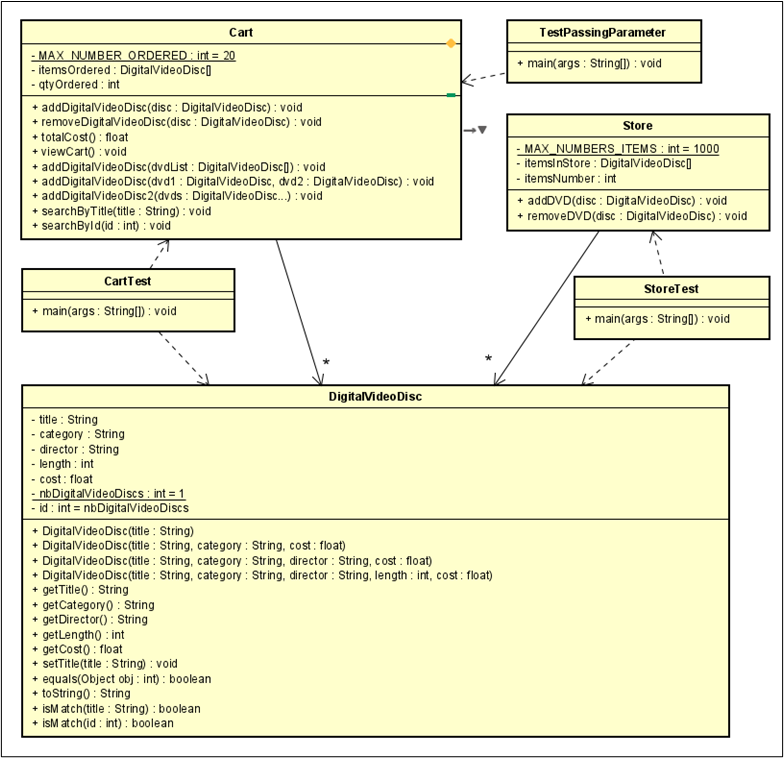 Cart
- MAX_NUMBER_ORDERED : int = 20
- itemsOrdered : DigitalVideoDisc[]
- qtyOrdered : int
+ addDigitalVideoDisc(disc : DigitalVideoDisc) : void
+ removeDigitalVideoDisc(disc : DigitalVideoDisc) : void
+ totalCost() : float
+ viewCart() : void
+ addDigitalVideoDisc(dvdList : DigitalVideoDisc[]) : void
+ addDigitalVideoDisc(dvd1 : DigitalVideoDisc, dvd2 : DigitalVideoDisc) : void
+ addDigitalVideoDisc2(dvds : DigitalVideoDisc...) : void
+ searchByTitle(title : String) : void
+ searchById(id : int) : void
TestPassingParameter
+ main(args : String[]) : void
Store
- MAX_NUMBERS_ITEMS : int = 1000
- itemsInStore : DigitalVideoDisc[]
- itemsNumber : int
+ addDVD(disc : DigitalVideoDisc) : void
+ removeDVD(disc : DigitalVideoDisc) : void
CartTest
+ main(args : String[]) : void
StoreTest
+ main(args : String[]) : void
*
*
DigitalVideoDisc
- title : String
- category : String
- director : String
- length : int
- cost : float
- nbDigitalVideoDiscs : int = 1
- id : int = nbDigitalVideoDiscs
+ DigitalVideoDisc(title : String)
+ DigitalVideoDisc(title : String, category : String, cost : float)
+ DigitalVideoDisc(title : String, category : String, director : String, cost : float)
+ DigitalVideoDisc(title : String, category : String, director : String, length : int, cost : float)
+ getTitle() : String
+ getCategory() : String
+ getDirector() : String
+ getLength() : int
+ getCost() : float
+ setTitle(title : String) : void
+ equals(Object obj : int) : boolean
+ toString() : String
+ isMatch(title : String) : boolean
+ isMatch(id : int) : boolean